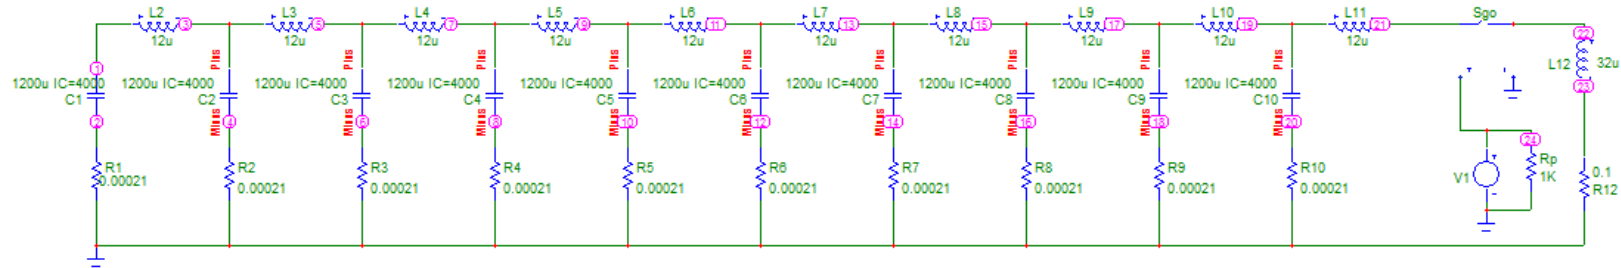 L2 L3 L4 L5 L6 L7 L8 L9 L10 L11 Sgo
3 5 7 9 11 13 15 17 19 21 22
12u 12u 12u 12u 12u 12u 12u 12u 12u 12u
Plus Plus Plus Plus Plus Plus Plus Plus Plus
L12 32u
1
1200u IC=4000 1200u IC=4000 1200u IC=4000 1200u IC=4000 1200u IC=4000 1200u IC=4000 1200u IC=4000 1200u IC=4000 1200u IC=4000 1200u IC=4000
23
C1 C2 C3 C4 C5 C6 C7 C8 C9 C10
2 4 6 8 10 12 14 16 18 20
Minus Minus Minus Minus Minus Minus Minus Minus Minus
24
R1 R2 R3 R4 R5 R6 R7 R8 R9 R10 Rp
0.00021 0.00021 0.00021 0.00021 0.00021 0.00021 0.00021 0.00021 0.00021 0.00021
V1 1K 0.1
R12